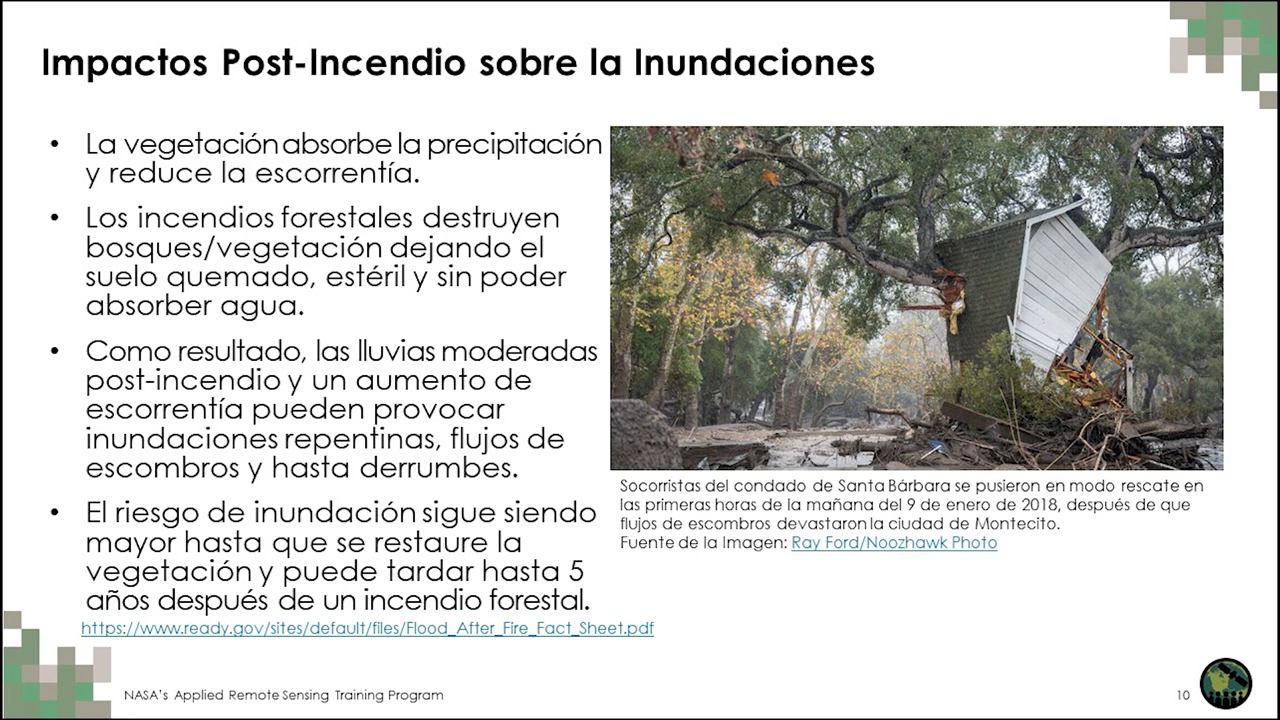 Impactos Post-Incendio sobre la Inundaciones
• La vegetación absorbe la precipitación
y reduce la escorrentía.
• Los incendios forestales destruyen
bosques/vegetación dejando el
suelo quemado, estéril y sin poder
absorber agua.
• Como resultado, las lluvias moderadas
post-incendio y un aumento de
escorrentía pueden provocar
inundaciones repentinas, flujos de
escombros y hasta derrumbes.
• El riesgo de inundación sigue siendo
mayor hasta que se restaure la
vegetación y puede tardar hasta 5
años después de un incendio forestal.
https://www.ready.gov/sites/default/files/Flood_After_Fire_Fact_Sheet.pdf
Socorristas del condado de Santa Bárbara se pusieron en modo rescate en
las primeras horas de la mañana del 9 de enero de 2018, después de que
flujos de escombros devastaron la ciudad de Montecito.
Fuente de la Imagen: Ray Ford/Noozhawk Photo
NASA's Applied Remote Sensing Training Program
10